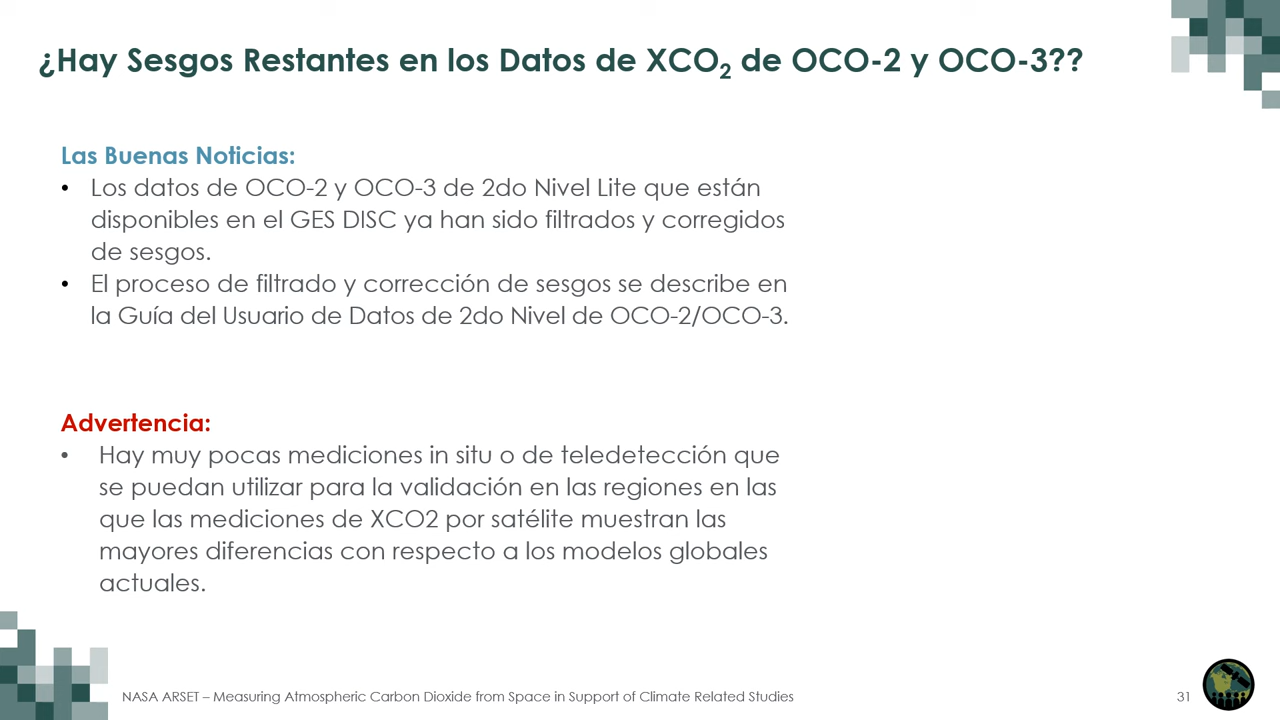 ¿Hay Sesgos Restantes en los Datos de XCO₂ de OCO-2 y OCO-3??
Las Buenas Noticias:
• Los datos de OCO-2 y OCO-3 de 2do Nivel Lite que están
disponibles en el GES DISC ya han sido filtrados y corregidos
de sesgos.
• El proceso de filtrado y corrección de sesgos se describe en
la Guía del Usuario de Datos de 2do Nivel de OCO-2/OCO-3.
Advertencia:
• Hay muy pocas mediciones in situ o de teledetección que
se puedan utilizar para la validación en las regiones en las
que las mediciones de XCO2 por satélite muestran las
mayores diferencias con respecto a los modelos globales
actuales.
NASA ARSET – Measuring Atmospheric Carbon Dioxide from Space in Support of Climate Related Studies
31